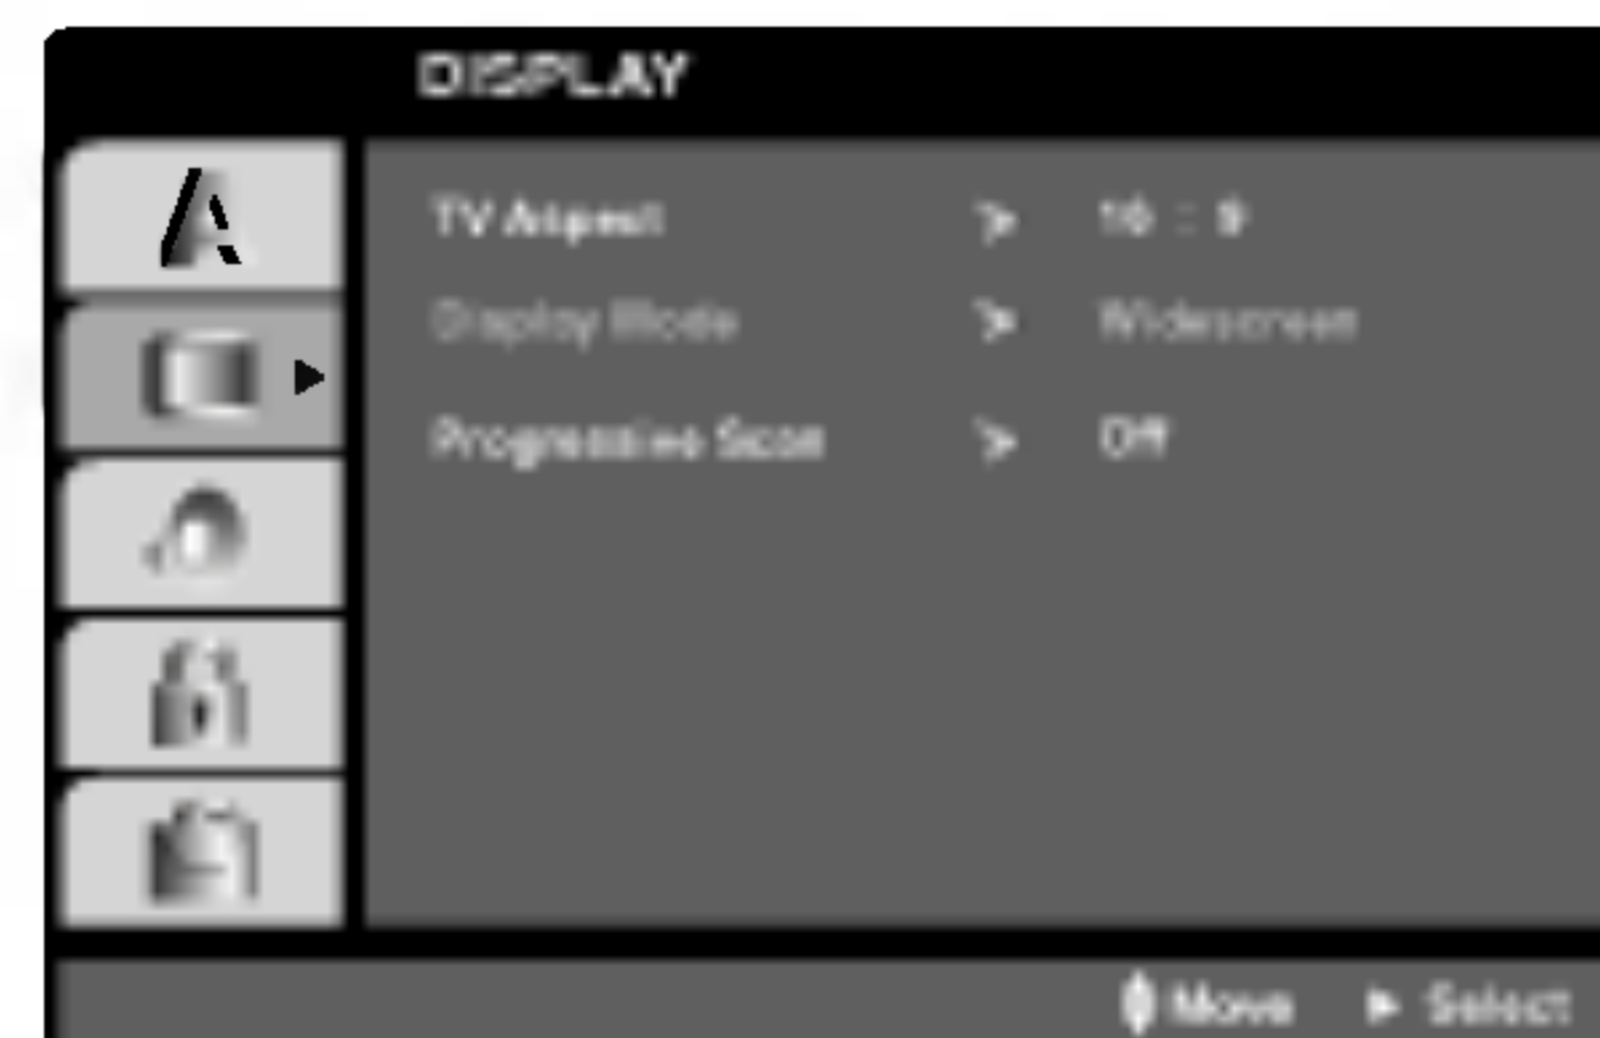 DISPLAY
A
TV Aspect > 16 : 9
Display Mode > Widescreen
Progressive Scan > Off
Move ► Select